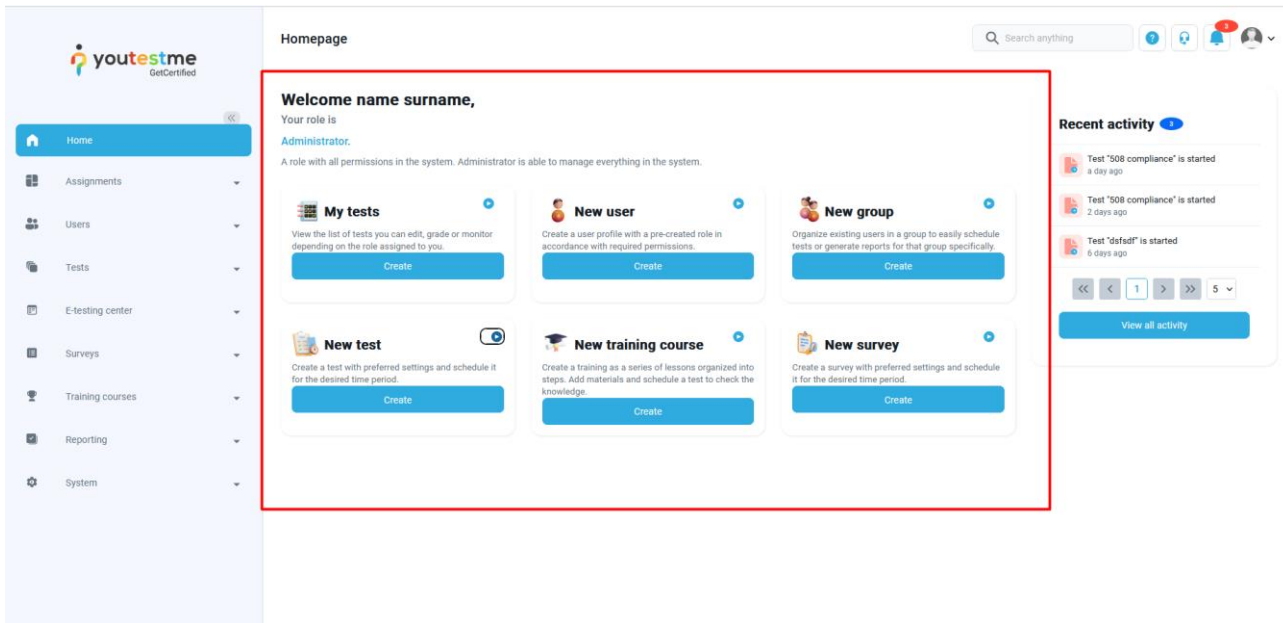 youtestme
GetCertified
Home
Assignments
Users
Tests
E-testing center
Surveys
Training courses
Reporting
System
Homepage
Search anything
3
Welcome name surname,
Your role is
Administrator.
A role with all permissions in the system. Administrator is able to manage everything in the system.
My tests
View the list of tests you can edit, grade or monitor
depending on the role assigned to you.
Create
New user
Create a user profile with a pre-created role in
accordance with required permissions.
Create
New group
Organize existing users in a group to easily schedule
tests or generate reports for that group specifically.
Create
New test
Create a test with preferred settings and schedule it
for the desired time period.
Create
New training course
Create a training as a series of lessons organized into
steps. Add materials and schedule a test to check the
knowledge.
Create
New survey
Create a survey with preferred settings and schedule
it for the desired time period.
Create
Recent activity 3
Test "508 compliance" is started
a day ago
Test "508 compliance" is started
2 days ago
Test "dsfsdf" is started
6 days ago
<< < 1 > >> 5
View all activity